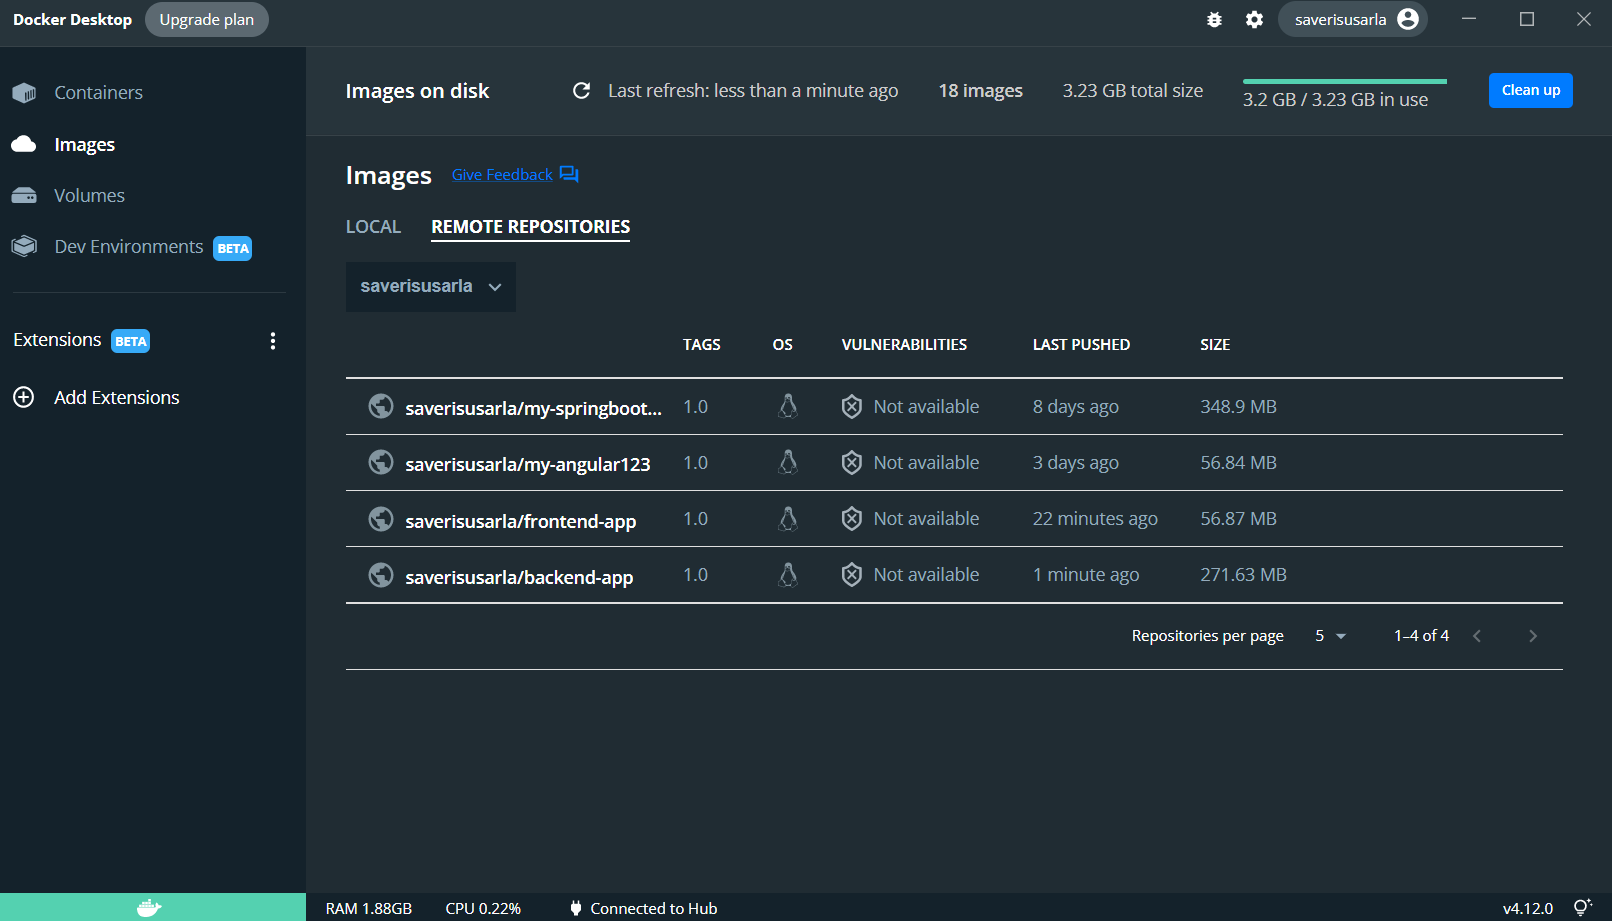 Docker Desktop Upgrade plan saverisusarla
Containers
Images
Volumes
Dev Environments BETA
Extensions BETA
Add Extensions
Images on disk Last refresh: less than a minute ago 18 images 3.23 GB total size 3.2 GB / 3.23 GB in use Clean up
Images Give Feedback
LOCAL REMOTE REPOSITORIES
saverisusarla
TAGS OS VULNERABILITIES LAST PUSHED SIZE
saverisusarla/my-springboot... 1.0 Not available 8 days ago 348.9 MB
saverisusarla/my-angular123 1.0 Not available 3 days ago 56.84 MB
saverisusarla/frontend-app 1.0 Not available 22 minutes ago 56.87 MB
saverisusarla/backend-app 1.0 Not available 1 minute ago 271.63 MB
Repositories per page 5 1–4 of 4
RAM 1.88GB CPU 0.22% Connected to Hub v4.12.0